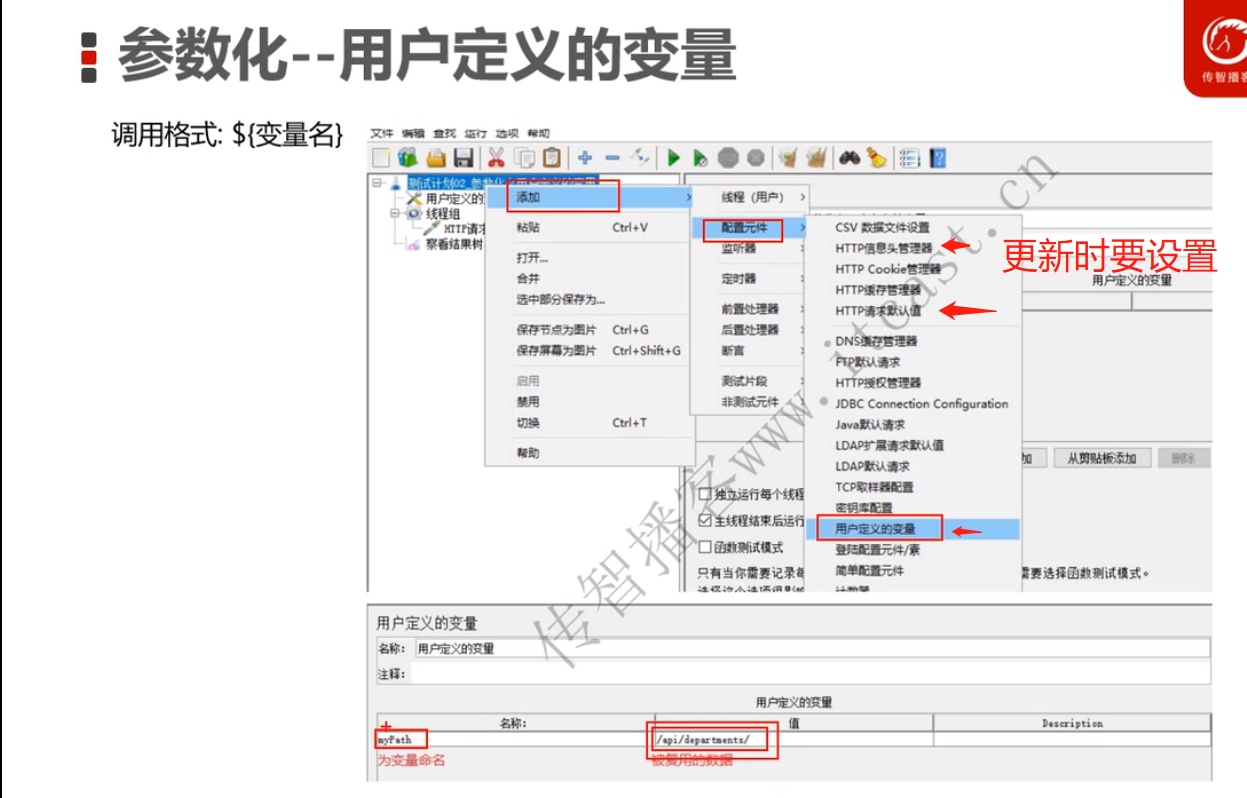 参数化--用户定义的变量
传智播客
调用格式: ${变量名}
文件 编辑 查找 运行 选项 帮助
测试计划02_参数化
用户定义的
线程组
HTTP请求
察看结果树
添加
粘贴 Ctrl+V
打开...
合并
选中部分保存为...
保存节点为图片 Ctrl+G
保存屏幕为图片 Ctrl+Shift+G
启用
禁用
切换 Ctrl+T
帮助
线程（用户）
配置元件
监听器
定时器
前置处理器
后置处理器
断言
测试片段
非测试元件
CSV 数据文件设置
HTTP信息头管理器
HTTP Cookie管理器
HTTP缓存管理器
HTTP请求默认值
DNS缓存管理器
FTP默认请求
HTTP授权管理器
JDBC Connection Configuration
Java默认请求
LDAP扩展请求默认值
LDAP默认请求
TCP取样器配置
密钥库配置
用户定义的变量
登陆配置元件/素
简单配置元件
计数器
更新时要设置
用户定义的变量
加 从剪贴板添加 删除
独立运行每个线程
主线程结束后运行
函数测试模式
只有当你需要记录每
需要选择函数测试模式。
传智播客www.itcast.cn
用户定义的变量
名称: 用户定义的变量
注释:
用户定义的变量
名称: 值 Description
myPath /api/departments/
为变量命名 被复用的数据